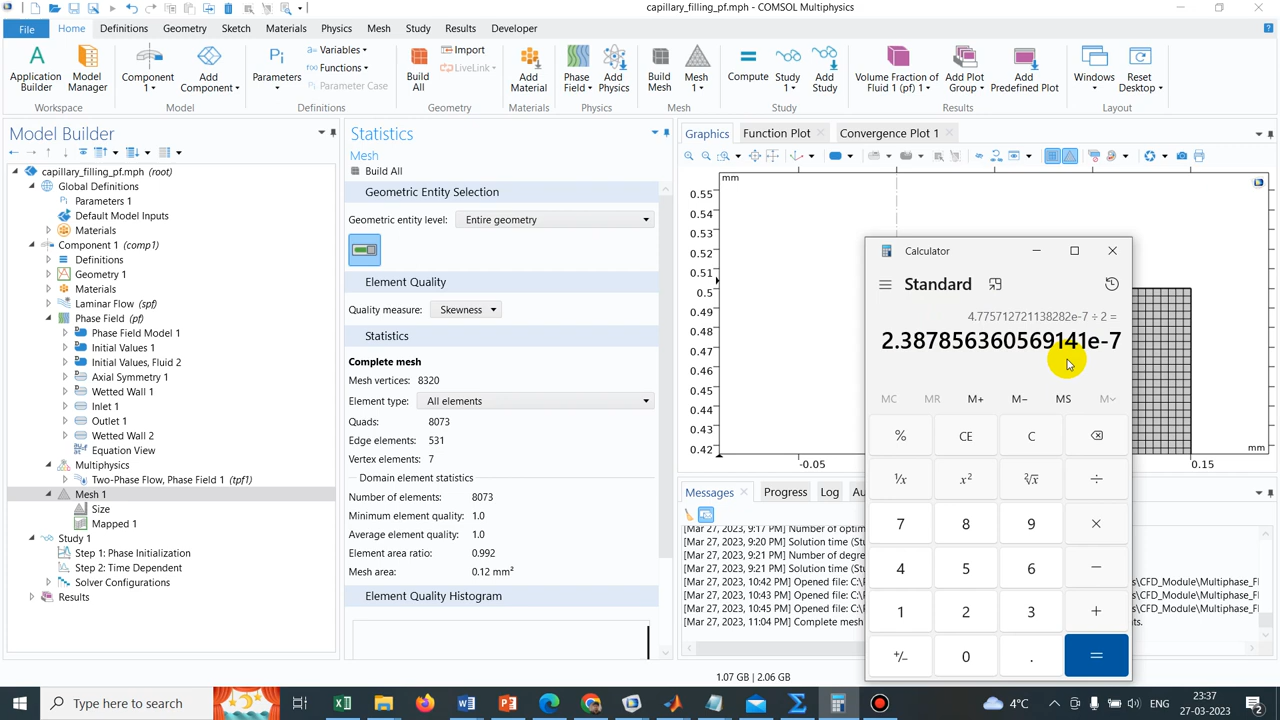 capillary_filling_pf.mph - COMSOL Multiphysics
File
Home
Definitions
Geometry
Sketch
Materials
Physics
Mesh
Study
Results
Developer
Application Builder
Model Manager
Workspace
Component 1
Add Component
Model
Pi
Parameters
a= Variables
f(x) Functions
Pi Parameter Case
Definitions
Build All
Import
LiveLink
Geometry
Add Material
Materials
Phase Field
Add Physics
Physics
Build Mesh
Mesh 1
Mesh
Compute
Study 1
Add Study
Study
Volume Fraction of Fluid 1 (pf) 1
Add Plot Group
Add Predefined Plot
Results
Windows
Reset Desktop
Layout
Model Builder
capillary_filling_pf.mph (root)
Global Definitions
Pi Parameters 1
Default Model Inputs
Materials
Component 1 (comp1)
Definitions
Geometry 1
Materials
Laminar Flow (spf)
Phase Field (pf)
Phase Field Model 1
Initial Values 1
Initial Values, Fluid 2
Axial Symmetry 1
Wetted Wall 1
Inlet 1
Outlet 1
Wetted Wall 2
Equation View
Multiphysics
Two-Phase Flow, Phase Field 1 (tpf1)
Mesh 1
Size
Mapped 1
Study 1
Step 1: Phase Initialization
Step 2: Time Dependent
Solver Configurations
Results
Statistics
Mesh
Build All
Geometric Entity Selection
Geometric entity level: Entire geometry
Element Quality
Quality measure: Skewness
Statistics
Complete mesh
Mesh vertices: 8320
Element type: All elements
Quads: 8073
Edge elements: 531
Vertex elements: 7
Domain element statistics
Number of elements: 8073
Minimum element quality: 1.0
Average element quality: 1.0
Element area ratio: 0.992
Mesh area: 0.12 mm²
Element Quality Histogram
Graphics
Function Plot
Convergence Plot 1
mm
0.55
0.54
0.53
0.52
0.51
0.5
0.49
0.48
0.47
0.46
0.45
0.44
0.43
0.42
-0.05
0.15
mm
Messages
Progress
Log
Au
[Mar 27, 2023, 9:17 PM] Number of optim
[Mar 27, 2023, 9:20 PM] Solution time (Stu
[Mar 27, 2023, 9:21 PM] Number of degre
[Mar 27, 2023, 9:21 PM] Solution time (Stu
[Mar 27, 2023, 10:12 PM] Opened file: C:\
[Mar 27, 2023, 10:43 PM] Opened file: C:\
[Mar 27, 2023, 10:45 PM] Opened file: C:\
[Mar 27, 2023, 11:04 PM] Complete mesh
s\CFD_Module\Multiphase_Fl
s\CFD_Module\Multiphase_Fl
s\CFD_Module\Multiphase_Fl
ents.
Calculator
Standard
4.775712721138282e-7 ÷ 2 =
2.387856360569141e-7
MC
MR
M+
M−
MS
M
%
CE
C
¹/x
x²
²√x
÷
7
8
9
×
4
5
6
−
1
2
3
+
+/−
0
.
=
1.07 GB | 2.06 GB
Type here to search
4°C
23:37
27-03-2023
2